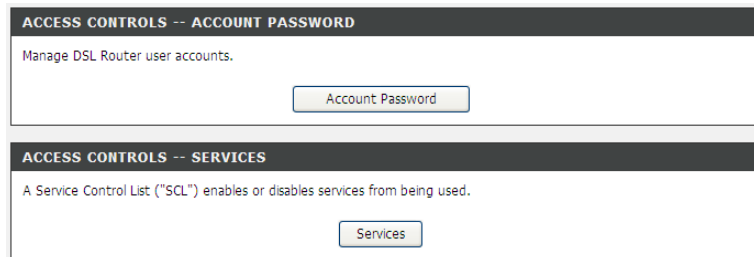 ACCESS CONTROLS -- ACCOUNT PASSWORD
Manage DSL Router user accounts.
Account Password
ACCESS CONTROLS -- SERVICES
A Service Control List ("SCL") enables or disables services from being used.
Services